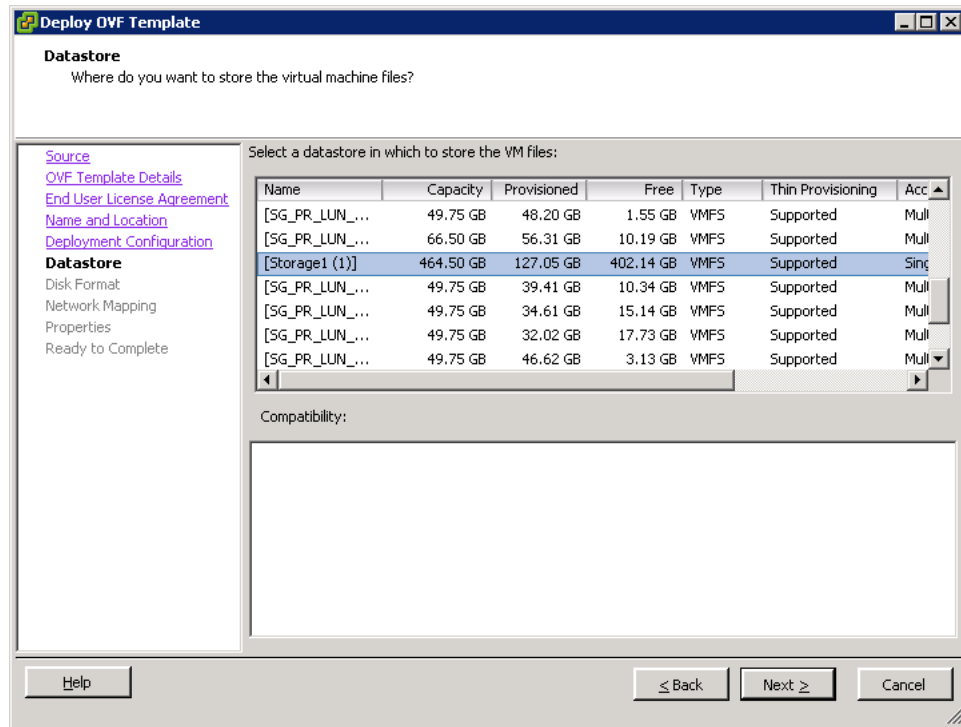 Deploy OVF Template
Datastore
Where do you want to store the virtual machine files?
Source
OVF Template Details
End User License Agreement
Name and Location
Deployment Configuration
Datastore
Disk Format
Network Mapping
Properties
Ready to Complete
Select a datastore in which to store the VM files:
Name Capacity Provisioned Free Type Thin Provisioning Acc
[SG_PR_LUN_... 49.75 GB 48.20 GB 1.55 GB VMFS Supported Mul
[SG_PR_LUN_... 66.50 GB 56.31 GB 10.19 GB VMFS Supported Mul
[Storage1 (1)] 464.50 GB 127.05 GB 402.14 GB VMFS Supported Sing
[SG_PR_LUN_... 49.75 GB 39.41 GB 10.34 GB VMFS Supported Mul
[SG_PR_LUN_... 49.75 GB 34.61 GB 15.14 GB VMFS Supported Mul
[SG_PR_LUN_... 49.75 GB 32.02 GB 17.73 GB VMFS Supported Mul
[SG_PR_LUN_... 49.75 GB 46.62 GB 3.13 GB VMFS Supported Mul
Compatibility:
Help ≤ Back Next ≥ Cancel